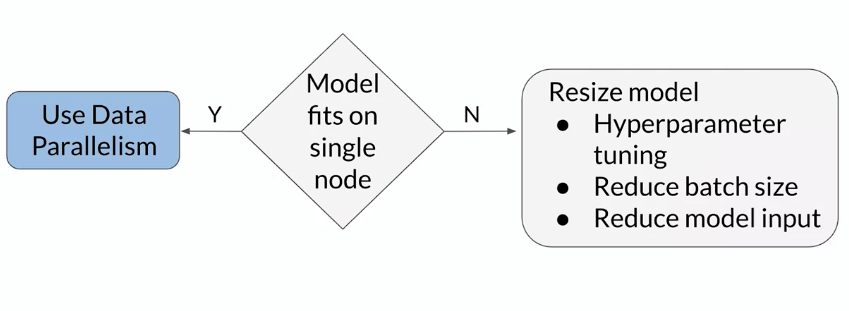 Use Data
Parallelism
Y
Model
fits on
single
node
N
Resize model
● Hyperparameter
tuning
● Reduce batch size
● Reduce model input